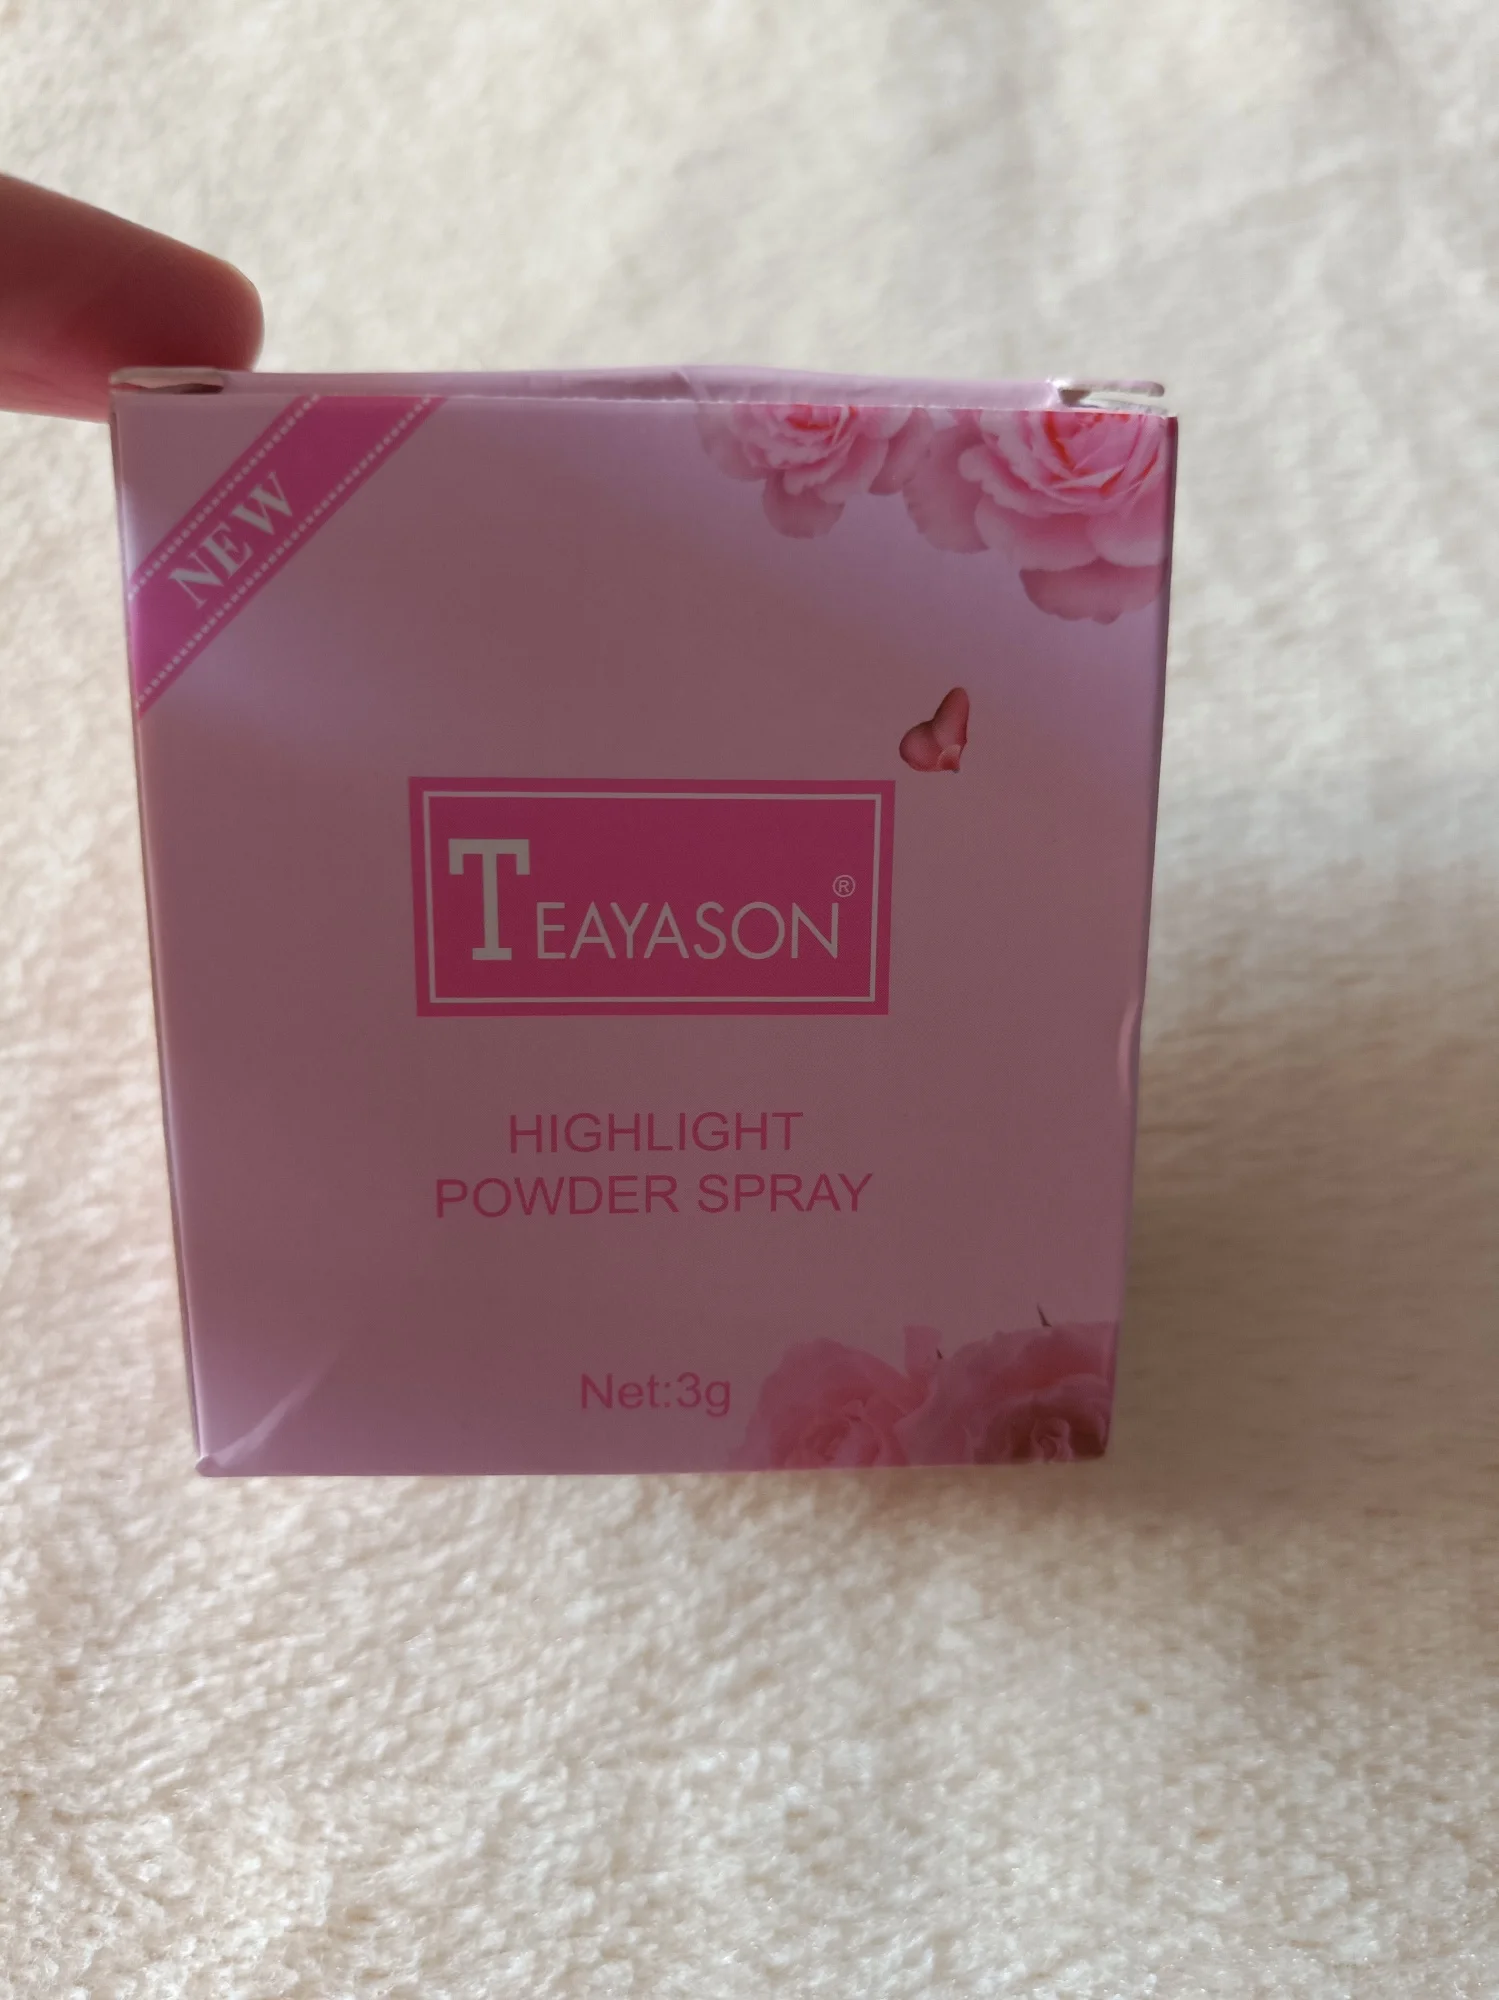 NEW
TEAYASON®
HIGHLIGHT
POWDER SPRAY
Net:3g